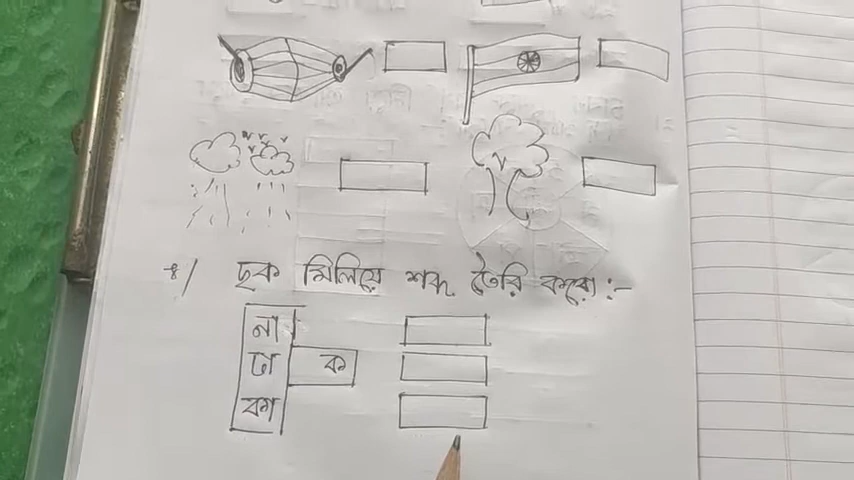 ৪/ ছক মিলিয়ে শব্দ তৈরি করো :-
না
ঢা ক
কা